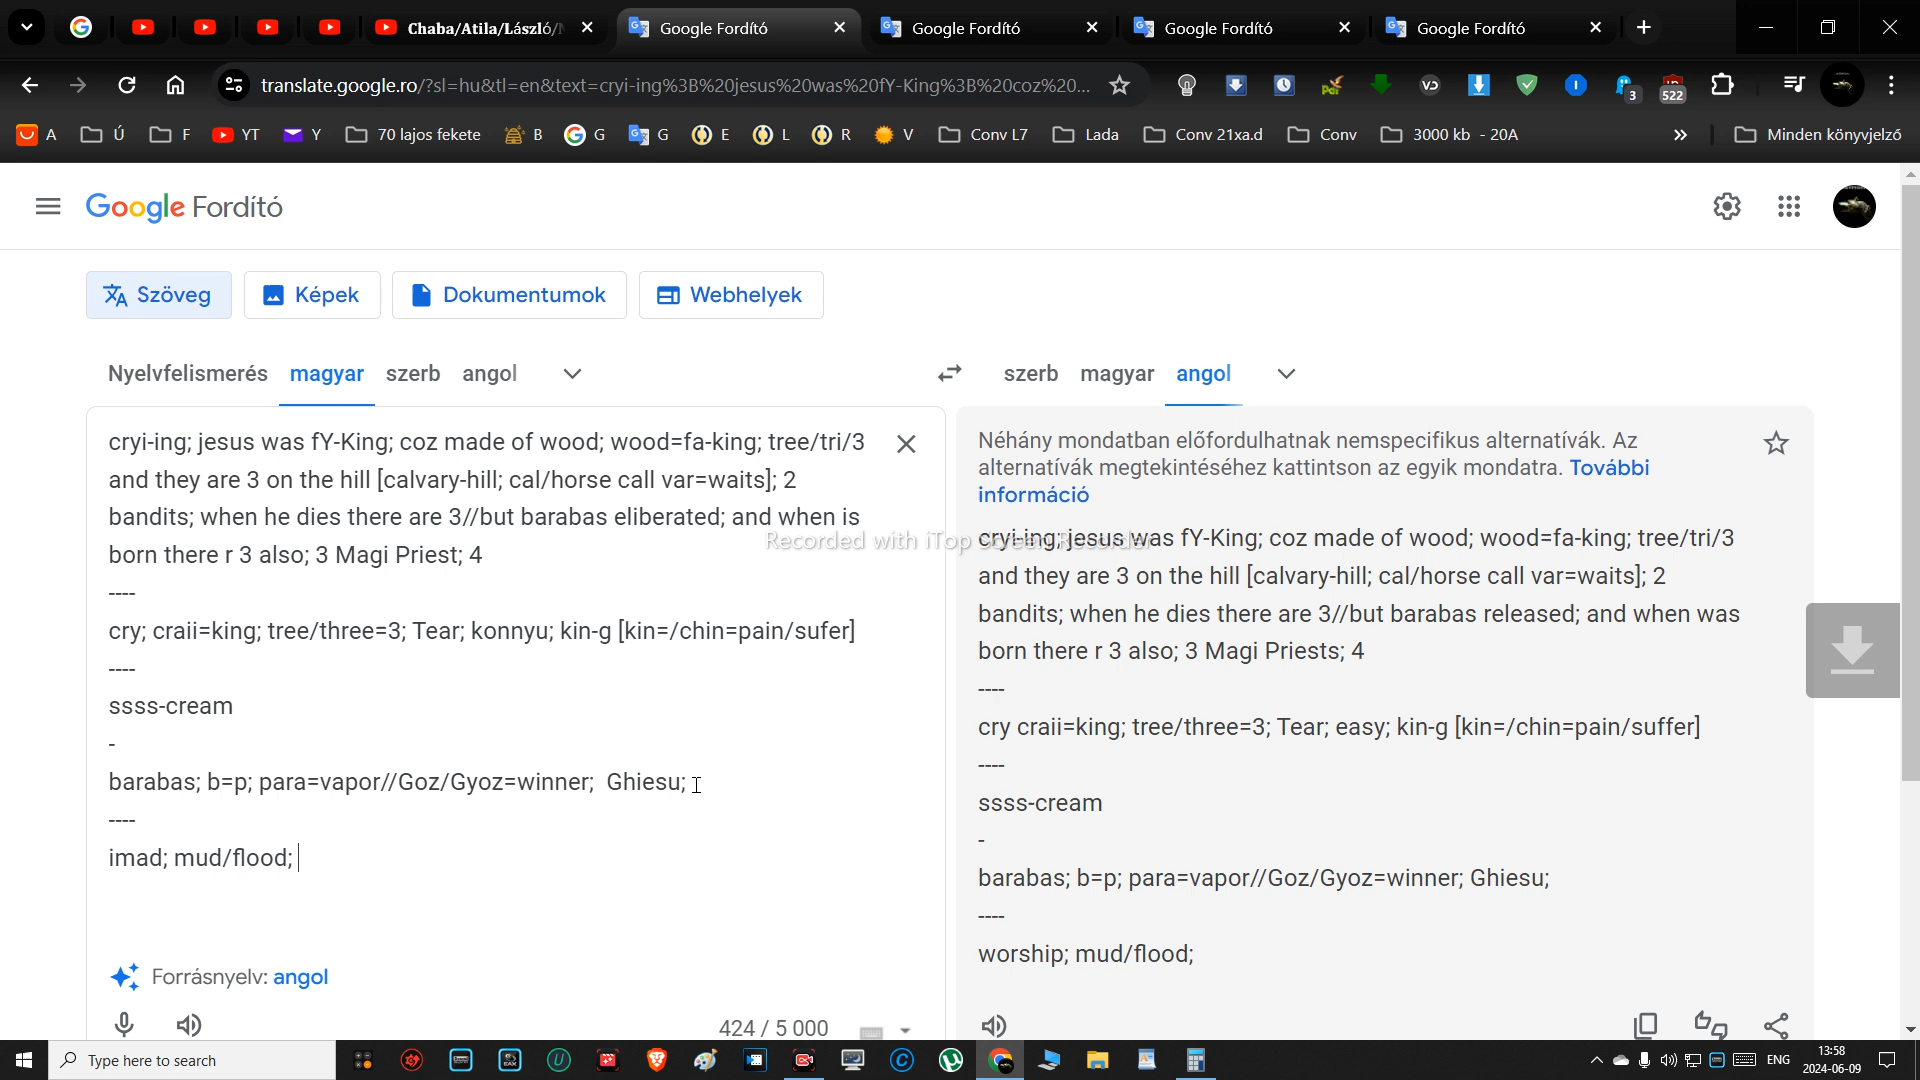 Chaba/Atila/László/
Google Fordító
Google Fordító
Google Fordító
Google Fordító
translate.google.ro/?sl=hu&tl=en&text=cryi-ing%3B%20jesus%20was%20fY-King%3B%20coz%20...
3
522
A
Ú
F
YT
Y
70 lajos fekete
B
G
G
E
L
R
V
Conv L7
Lada
Conv 21xa.d
Conv
3000 kb - 20A
Minden könyvjelző
Google Fordító
Szöveg
Képek
Dokumentumok
Webhelyek
Nyelvfelismerés magyar szerb angol
szerb magyar angol
cryi-ing; jesus was fY-King; coz made of wood; wood=fa-king; tree/tri/3
and they are 3 on the hill [calvary-hill; cal/horse call var=waits]; 2
bandits; when he dies there are 3//but barabas eliberated; and when is
born there r 3 also; 3 Magi Priest; 4
----
cry; craii=king; tree/three=3; Tear; konnyu; kin-g [kin=/chin=pain/sufer]
----
ssss-cream
-
barabas; b=p; para=vapor//Goz/Gyoz=winner;  Ghiesu;
----
imad; mud/flood;
Forrásnyelv: angol
424 / 5 000
Néhány mondatban előfordulhatnak nemspecifikus alternatívák. Az
alternatívák megtekintéséhez kattintson az egyik mondatra. További
információ
cryi-ing; jesus was fY-King; coz made of wood; wood=fa-king; tree/tri/3
and they are 3 on the hill [calvary-hill; cal/horse call var=waits]; 2
bandits; when he dies there are 3//but barabas released; and when was
born there r 3 also; 3 Magi Priests; 4
----
cry craii=king; tree/three=3; Tear; easy; kin-g [kin=/chin=pain/suffer]
----
ssss-cream
-
barabas; b=p; para=vapor//Goz/Gyoz=winner; Ghiesu;
----
worship; mud/flood;
Recorded with iTop Screen Recorder
Type here to search
ENG
13:58
2024-06-09